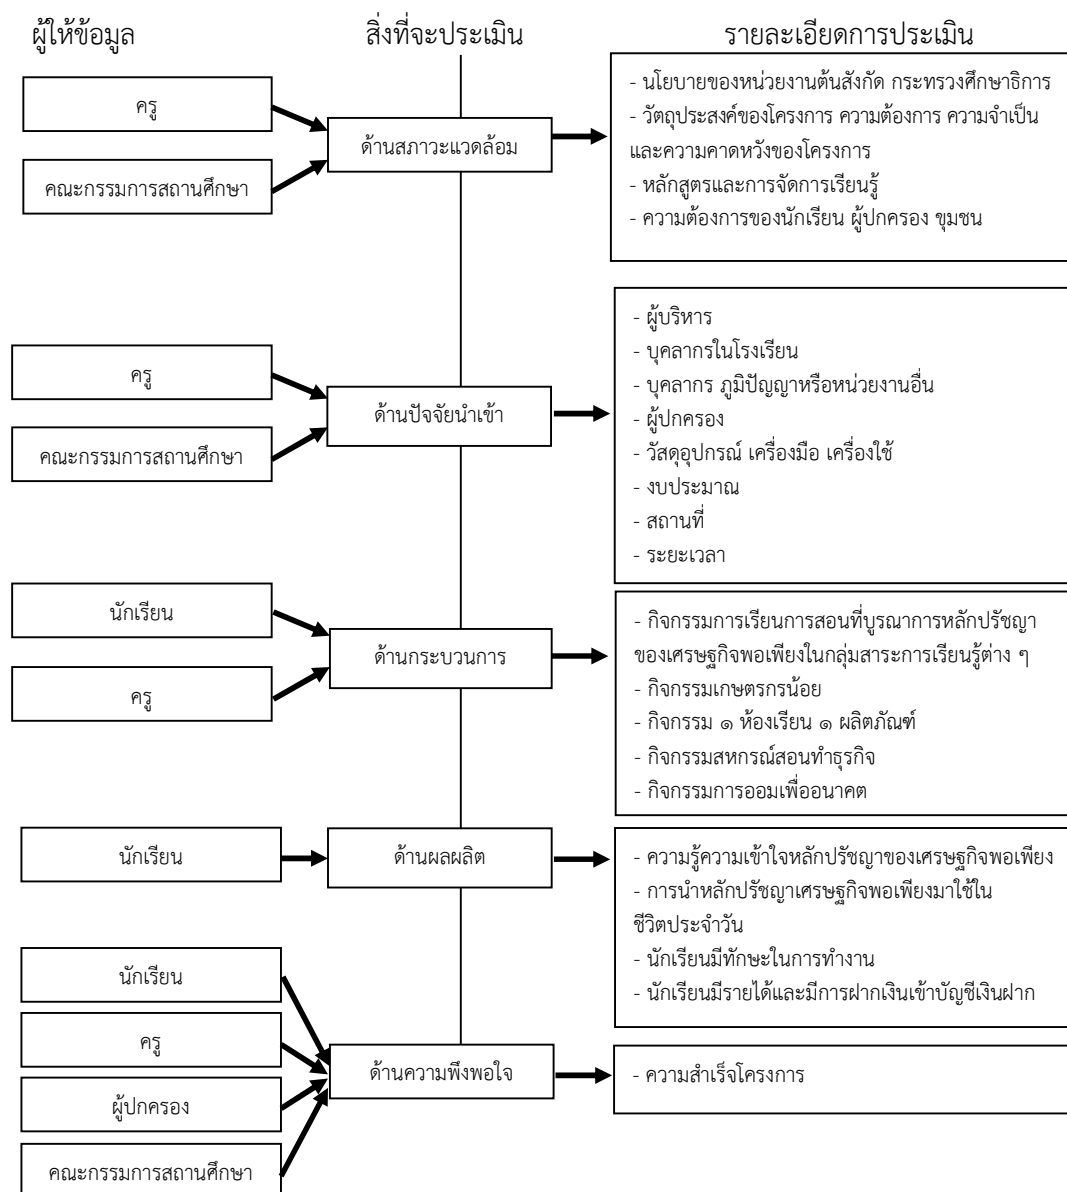 ผู้ให้ข้อมูล
สิ่งที่จะประเมิน
รายละเอียดการประเมิน
ครู
คณะกรรมการสถานศึกษา
ด้านสภาวะแวดล้อม
- นโยบายของหน่วยงานต้นสังกัด กระทรวงศึกษาธิการ
- วัตถุประสงค์ของโครงการ ความต้องการ ความจำเป็น
และความคาดหวังของโครงการ
- หลักสูตรและการจัดการเรียนรู้
- ความต้องการของนักเรียน ผู้ปกครอง ชุมชน
ครู
คณะกรรมการสถานศึกษา
ด้านปัจจัยนำเข้า
- ผู้บริหาร
- บุคลากรในโรงเรียน
- บุคลากร ภูมิปัญญาหรือหน่วยงานอื่น
- ผู้ปกครอง
- วัสดุอุปกรณ์ เครื่องมือ เครื่องใช้
- งบประมาณ
- สถานที่
- ระยะเวลา
นักเรียน
ครู
ด้านกระบวนการ
- กิจกรรมการเรียนการสอนที่บูรณาการหลักปรัชญา
ของเศรษฐกิจพอเพียงในกลุ่มสาระการเรียนรู้ต่าง ๆ
- กิจกรรมเกษตรกรน้อย
- กิจกรรม ๑ ห้องเรียน ๑ ผลิตภัณฑ์
- กิจกรรมสหกรณ์สอนทำธุรกิจ
- กิจกรรมการออมเพื่ออนาคต
นักเรียน
ด้านผลผลิต
- ความรู้ความเข้าใจหลักปรัชญาของเศรษฐกิจพอเพียง
- การนำหลักปรัชญาเศรษฐกิจพอเพียงมาใช้ใน
ชีวิตประจำวัน
- นักเรียนมีทักษะในการทำงาน
- นักเรียนมีรายได้และมีการฝากเงินเข้าบัญชีเงินฝาก
นักเรียน
ครู
ผู้ปกครอง
คณะกรรมการสถานศึกษา
ด้านความพึงพอใจ
- ความสำเร็จโครงการ